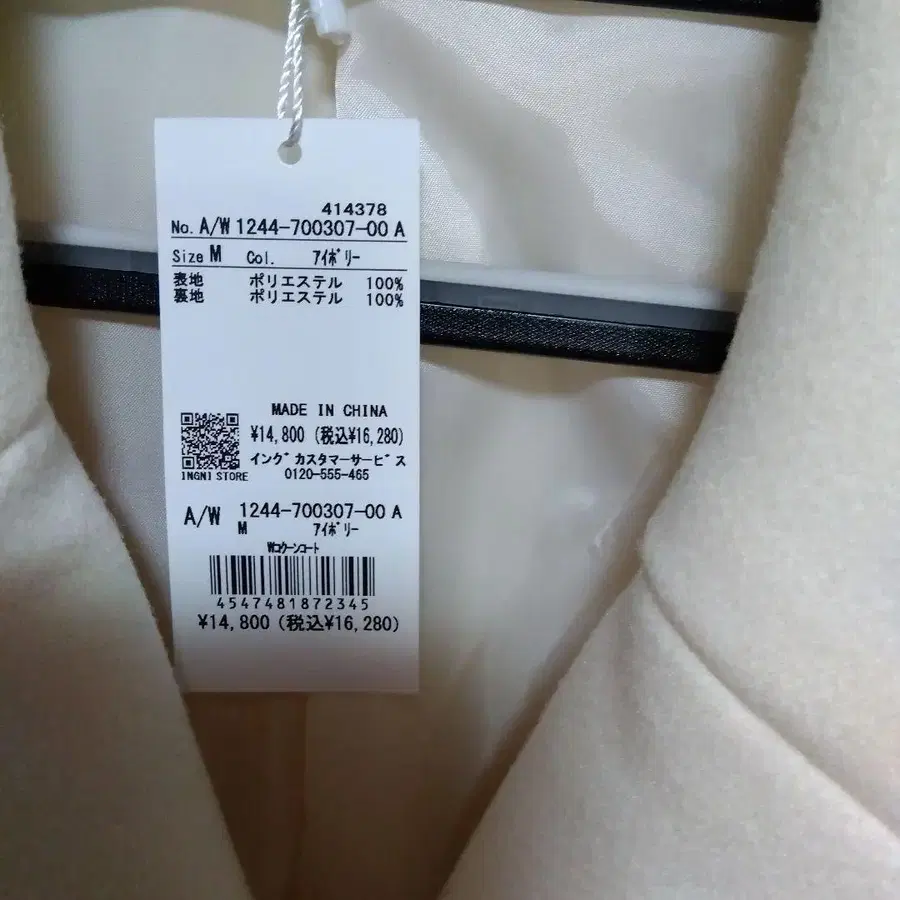 414378
No. A/W 1244-700307-00 A
Size M Col. ｱｲﾎﾞﾘｰ
表地 ポリエステル 100%
裏地 ポリエステル 100%
MADE IN CHINA
¥14,800 (税込¥16,280)
イングカスタマーサービス
INGNI STORE 0120-555-465
A/W 1244-700307-00 A
M ｱｲﾎﾞﾘｰ
Wｺｸｰﾝｺｰﾄ
4547481872345
¥14,800 (税込¥16,280)